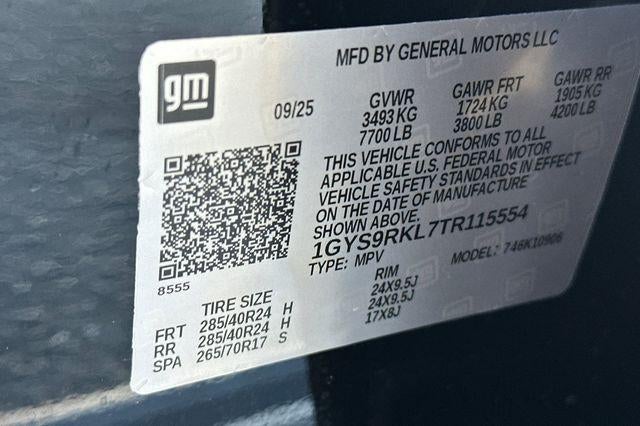 MFD BY GENERAL MOTORS LLC
gm
09/25
GVWR GAWR FRT GAWR RR
3493 KG 1724 KG 1905 KG
7700 LB 3800 LB 4200 LB
THIS VEHICLE CONFORMS TO ALL
APPLICABLE U.S. FEDERAL MOTOR
VEHICLE SAFETY STANDARDS IN EFFECT
ON THE DATE OF MANUFACTURE
SHOWN ABOVE.
1GYS9RKL7TR115554
TYPE: MPV MODEL: 746K10906
8555
TIRE SIZE RIM
FRT 285/40R24 H 24X9.5J
RR 285/40R24 H 24X9.5J
SPA 265/70R17 S 17X8J